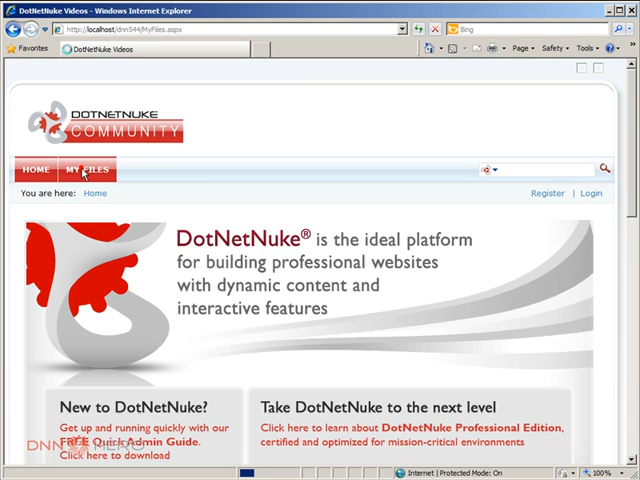 DotNetNuke Videos - Windows Internet Explorer
http://localhost/dnn544/MyFiles.aspx
Bing
Favorites
DotNetNuke Videos
Page
Safety
Tools
DOTNETNUKE
COMMUNITY
HOME
MY FILES
You are here: Home
Register | Login
DotNetNuke® is the ideal platform
for building professional websites
with dynamic content and
interactive features
New to DotNetNuke?
Get up and running quickly with our
FREE Quick Admin Guide.
Click here to download
Take DotNetNuke to the next level
Click here to learn about DotNetNuke Professional Edition,
certified and optimized for mission-critical environments
DNN HERO
Internet | Protected Mode: On
100%